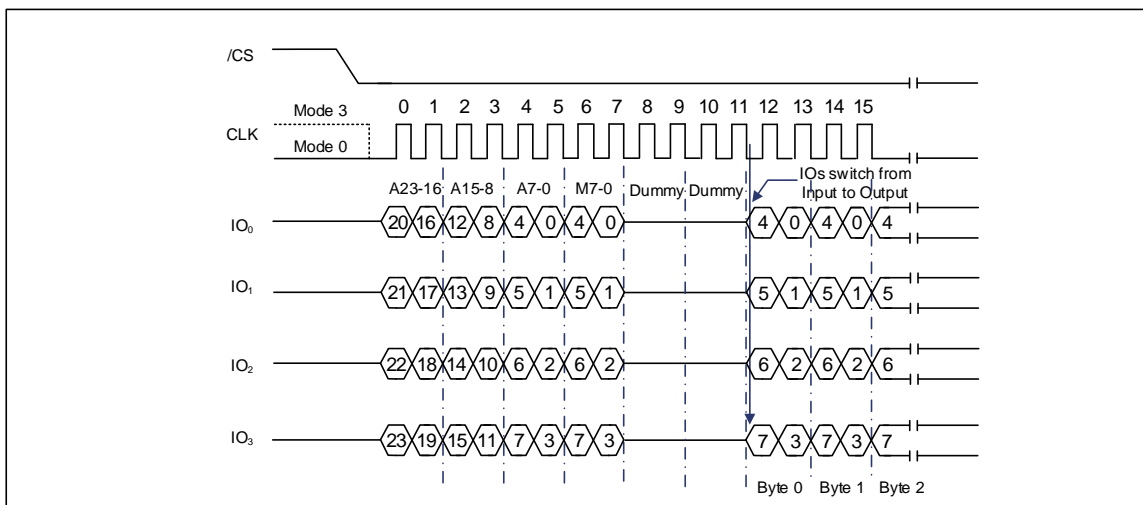 /CS
Mode 3 0 1 2 3 4 5 6 7 8 9 10 11 12 13 14 15
CLK
Mode 0
A23-16 A15-8 A7-0 M7-0 Dummy Dummy
IOs switch from
Input to Output
IO₀ 20 16 12 8 4 0 4 0 4 0 4 0 4
IO₁ 21 17 13 9 5 1 5 1 5 1 5 1 5
IO₂ 22 18 14 10 6 2 6 2 6 2 6 2 6
IO₃ 23 19 15 11 7 3 7 3 7 3 7 3 7
Byte 0 Byte 1 Byte 2